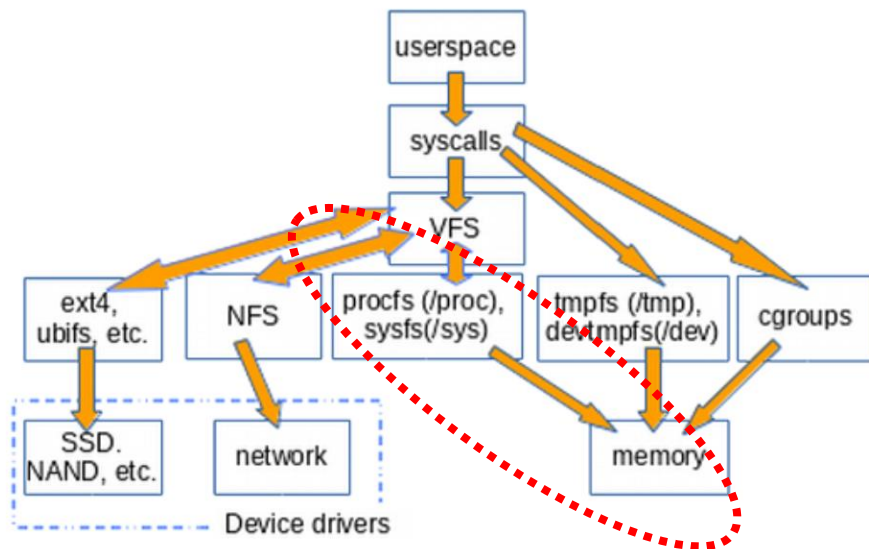 userspace
syscalls
VFS
ext4,
ubifs, etc.
NFS
procfs (/proc),
sysfs(/sys)
tmpfs (/tmp),
devtmpfs(/dev)
cgroups
SSD.
NAND, etc.
network
memory
Device drivers